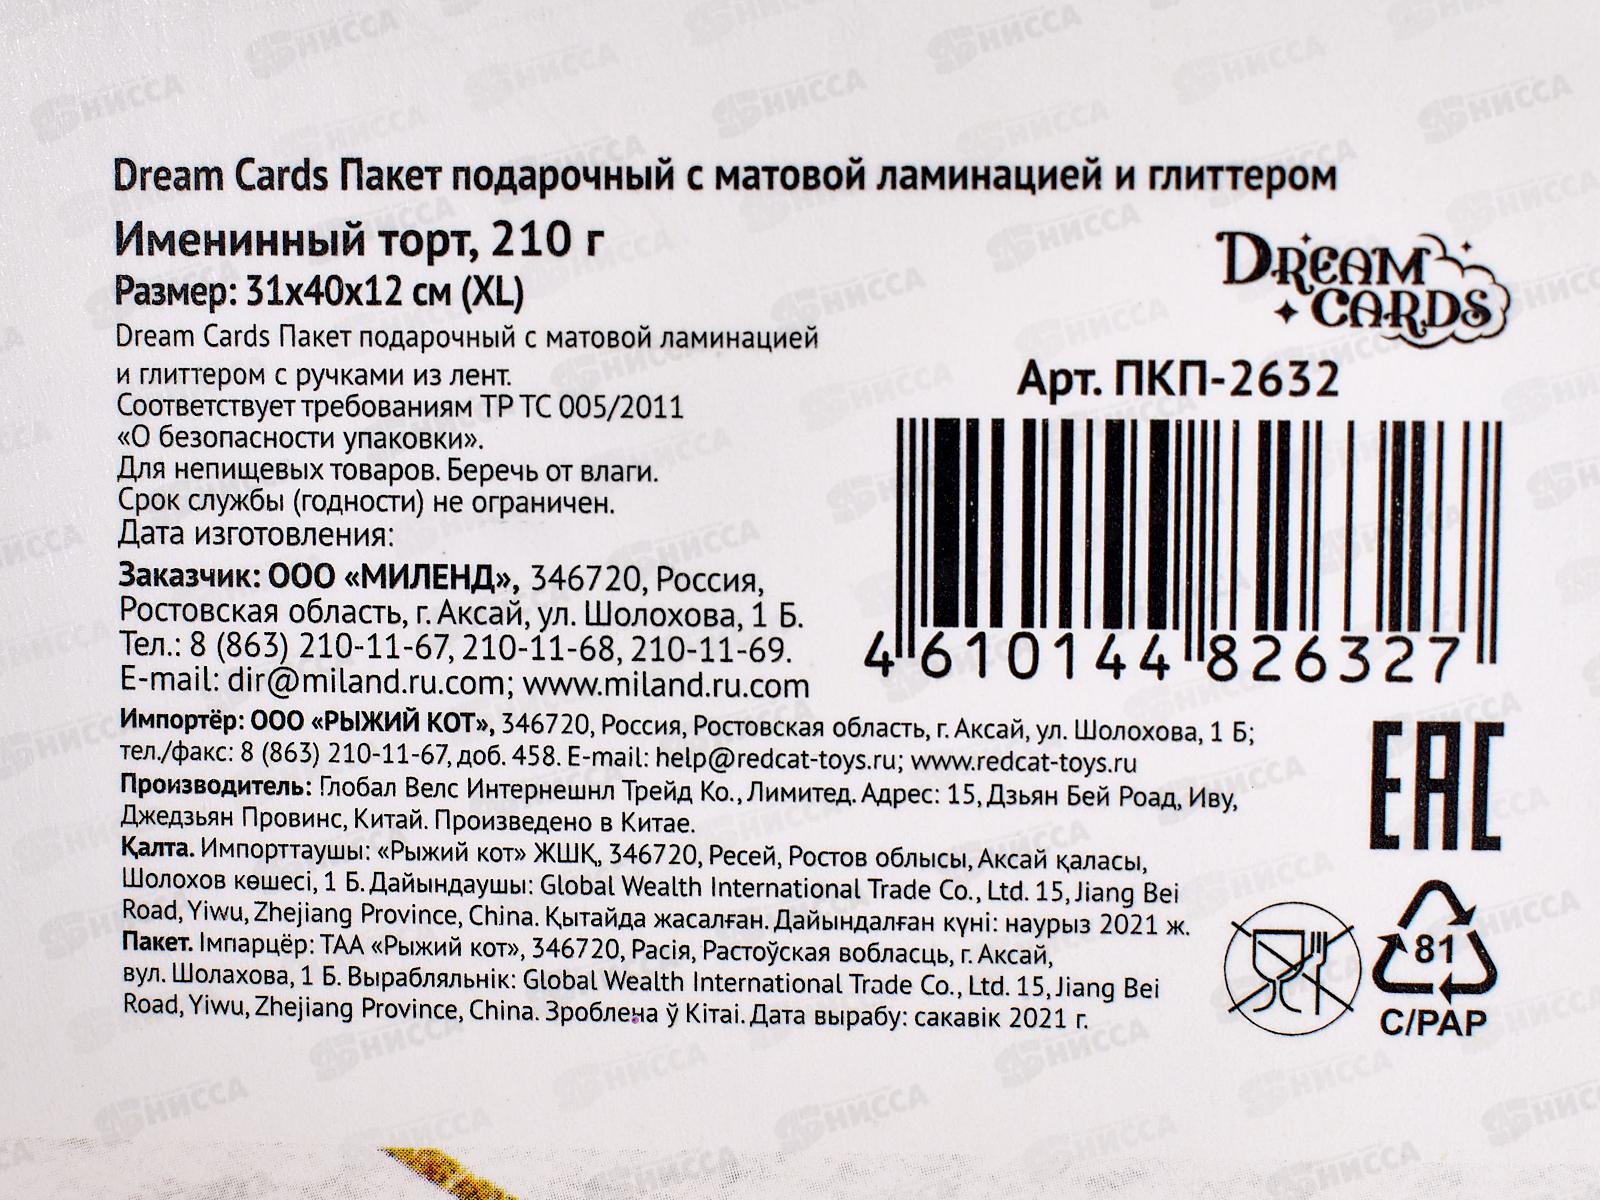 Dream Cards Пакет подарочный с матовой ламинацией и глиттером
Именинный торт, 210 г
Размер: 31x40x12 см (XL)
Dream Cards Пакет подарочный с матовой ламинацией
и глиттером с ручками из лент.
Соответствует требованиям ТР ТС 005/2011
«О безопасности упаковки».
Для непищевых товаров. Беречь от влаги.
Срок службы (годности) не ограничен.
Дата изготовления:
Заказчик: ООО «МИЛЕНД», 346720, Россия,
Ростовская область, г. Аксай, ул. Шолохова, 1 Б.
Тел.: 8 (863) 210-11-67, 210-11-68, 210-11-69.
E-mail: dir@miland.ru.com; www.miland.ru.com
DREAM
CARDS
Арт. ПКП-2632
4 610144 826327
Импортёр: ООО «РЫЖИЙ КОТ», 346720, Россия, Ростовская область, г. Аксай, ул. Шолохова, 1 Б;
тел./факс: 8 (863) 210-11-67, доб. 458. E-mail: help@redcat-toys.ru; www.redcat-toys.ru
Производитель: Глобал Велс Интернешнл Трейд Ко., Лимитед. Адрес: 15, Дзьян Бей Роад, Иву,
Джедзьян Провинс, Китай. Произведено в Китае.
Қалта. Импорттаушы: «Рыжий кот» ЖШҚ, 346720, Ресей, Ростов облысы, Аксай қаласы,
Шолохов көшесі, 1 Б. Дайындаушы: Global Wealth International Trade Co., Ltd. 15, Jiang Bei
Road, Yiwu, Zhejiang Province, China. Қытайда жасалған. Дайындалған күні: наурыз 2021 ж.
Пакет. Імпарцёр: ТАА «Рыжий кот», 346720, Расія, Растоўская вобласць, г. Аксай,
вул. Шолахова, 1 Б. Вырабляльнік: Global Wealth International Trade Co., Ltd. 15, Jiang Bei
Road, Yiwu, Zhejiang Province, China. Зроблена ў Кітаі. Дата вырабу: сакавік 2021 г.
EAC
81
C/PAP
НИССА